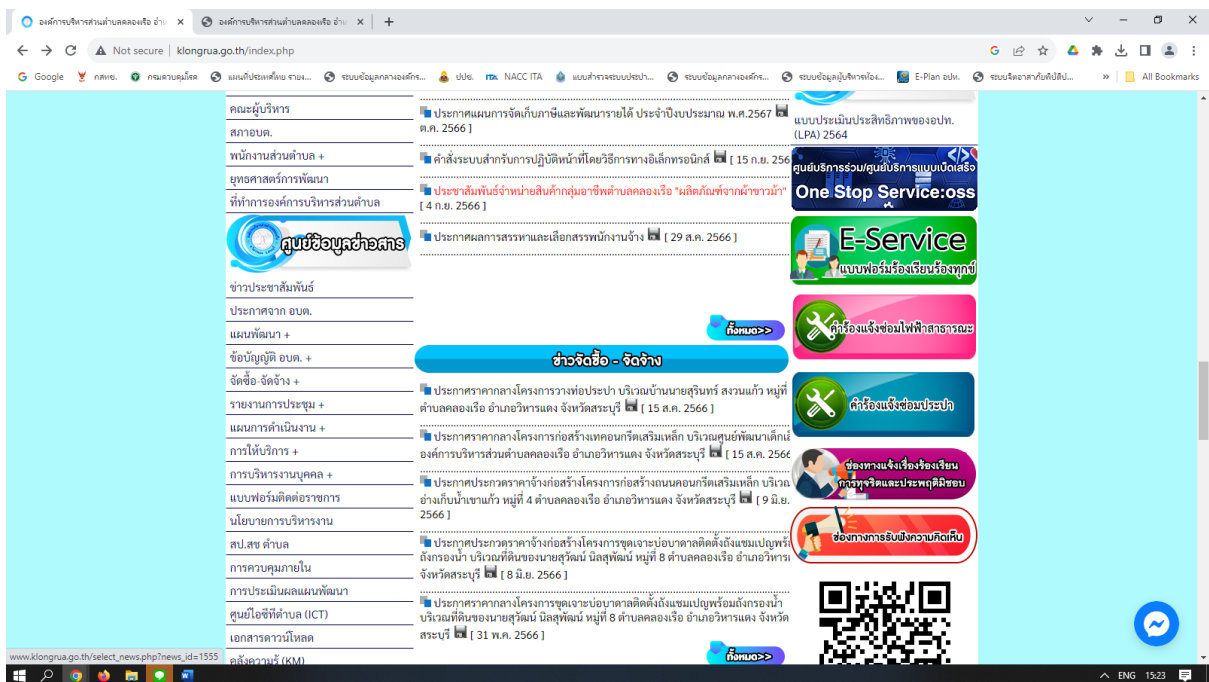 องค์การบริหารส่วนตำบลคลองเรือ อำเ
องค์การบริหารส่วนตำบลคลองเรือ อำเ
Not secure
klongrua.go.th/index.php
Google
กสทช.
กรมควบคุมโรค
แผนที่ประเทศไทย ราย...
ระบบข้อมูลกลางองค์กร...
ปปช.
NACC ITA
แบบสำรวจระบบประปา...
ระบบข้อมูลกลางองค์กร...
ระบบข้อมูลผู้บริหารท้อง...
E-Plan อปท.
ระบบจิตอาสาภัยพิบัติป...
»
All Bookmarks
คณะผู้บริหาร
สภาอบต.
พนักงานส่วนตำบล +
ยุทธศาสตร์การพัฒนา
ที่ทำการองค์การบริหารส่วนตำบล
ศูนย์ข้อมูลข่าวสาร
ข่าวประชาสัมพันธ์
ประกาศจาก อบต.
แผนพัฒนา +
ข้อบัญญัติ อบต. +
จัดซื้อ-จัดจ้าง +
รายงานการประชุม +
แผนการดำเนินงาน +
การให้บริการ +
การบริหารงานบุคคล +
แบบฟอร์มติดต่อราชการ
นโยบายการบริหารงาน
สป.สช ตำบล
การควบคุมภายใน
การประเมินผลแผนพัฒนา
ศูนย์ไอซีทีตำบล (ICT)
เอกสารดาวน์โหลด
คลังความรู้ (KM)
ประกาศแผนการจัดเก็บภาษีและพัฒนารายได้ ประจำปีงบประมาณ พ.ศ.2567
ต.ค. 2566 ]
คำสั่งระบบสำหรับการปฏิบัติหน้าที่โดยวิธีการทางอิเล็กทรอนิกส์ [ 15 ก.ย. 256
ประชาสัมพันธ์จำหน่ายสินค้ากลุ่มอาชีพตำบลคลองเรือ "ผลิตภัณฑ์จากผ้าขาวม้า"
[ 4 ก.ย. 2566 ]
ประกาศผลการสรรหาและเลือกสรรพนักงานจ้าง [ 29 ส.ค. 2566 ]
ทั้งหมด>>
ข่าวจัดซื้อ - จัดจ้าง
ประกาศราคากลางโครงการวางท่อประปา บริเวณบ้านนายสุรินทร์ สงวนแก้ว หมู่ที่
ตำบลคลองเรือ อำเภอวิหารแดง จังหวัดสระบุรี [ 15 ส.ค. 2566 ]
ประกาศราคากลางโครงการก่อสร้างเทคอนกรีตเสริมเหล็ก บริเวณศูนย์พัฒนาเด็กเล็
องค์การบริหารส่วนตำบลคลองเรือ อำเภอวิหารแดง จังหวัดสระบุรี [ 15 ส.ค. 2566
ประกาศประกวดราคาจ้างก่อสร้างโครงการก่อสร้างถนนคอนกรีตเสริมเหล็ก บริเวณ
อ่างเก็บน้ำเขาแก้ว หมู่ที่ 4 ตำบลคลองเรือ อำเภอวิหารแดง จังหวัดสระบุรี [ 9 มิ.ย.
2566 ]
ประกาศประกวดราคาจ้างก่อสร้างโครงการขุดเจาะบ่อบาดาลติดตั้งถังแชมเปญพร้
ถังกรองน้ำ บริเวณที่ดินของนายสุวัฒน์ นิลสุพัฒน์ หมู่ที่ 8 ตำบลคลองเรือ อำเภอวิหารแ
จังหวัดสระบุรี [ 8 มิ.ย. 2566 ]
ประกาศราคากลางโครงการขุดเจาะบ่อบาดาลติดตั้งถังแชมเปญพร้อมถังกรองน้ำ
บริเวณที่ดินของนายสุวัฒน์ นิลสุพัฒน์ หมู่ที่ 8 ตำบลคลองเรือ อำเภอวิหารแดง จังหวัด
สระบุรี [ 31 พ.ค. 2566 ]
ทั้งหมด>>
แบบประเมินประสิทธิภาพของอปท.
(LPA) 2564
ศูนย์บริการร่วม/ศูนย์บริการแบบเบ็ดเสร็จ
One Stop Service:oss
E-Service
แบบฟอร์มร้องเรียนร้องทุกข์
คำร้องแจ้งซ่อมไฟฟ้าสาธารณะ
คำร้องแจ้งซ่อมประปา
ช่องทางแจ้งเรื่องร้องเรียน
การทุจริตและประพฤติมิชอบ
ช่องทางการรับฟังความคิดเห็น
www.klongrua.go.th/select_news.php?news_id=1555
ENG
15:23